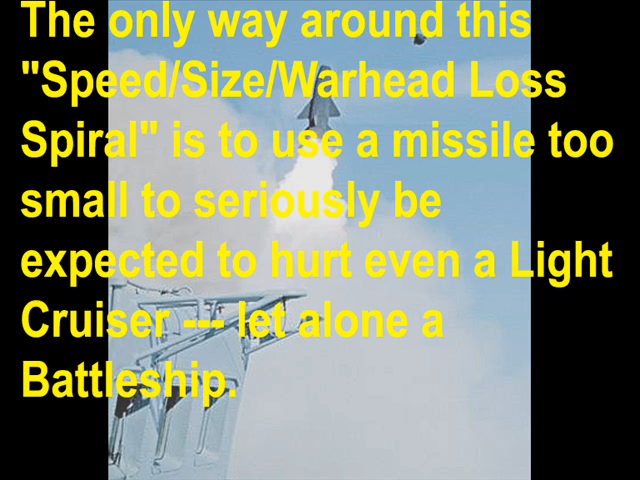 The only way around this
"Speed/Size/Warhead Loss
Spiral" is to use a missile too
small to seriously be
expected to hurt even a Light
Cruiser --- let alone a
Battleship.